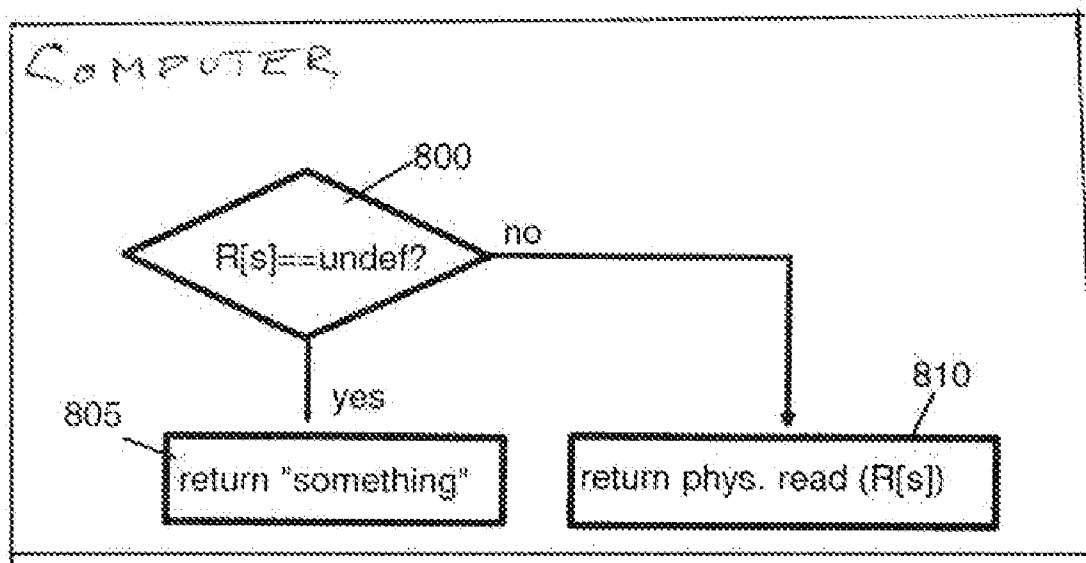 COMPUTER
800
R[s]==undef?
no
yes
810
805
return "something"
return phys. read (R[s])